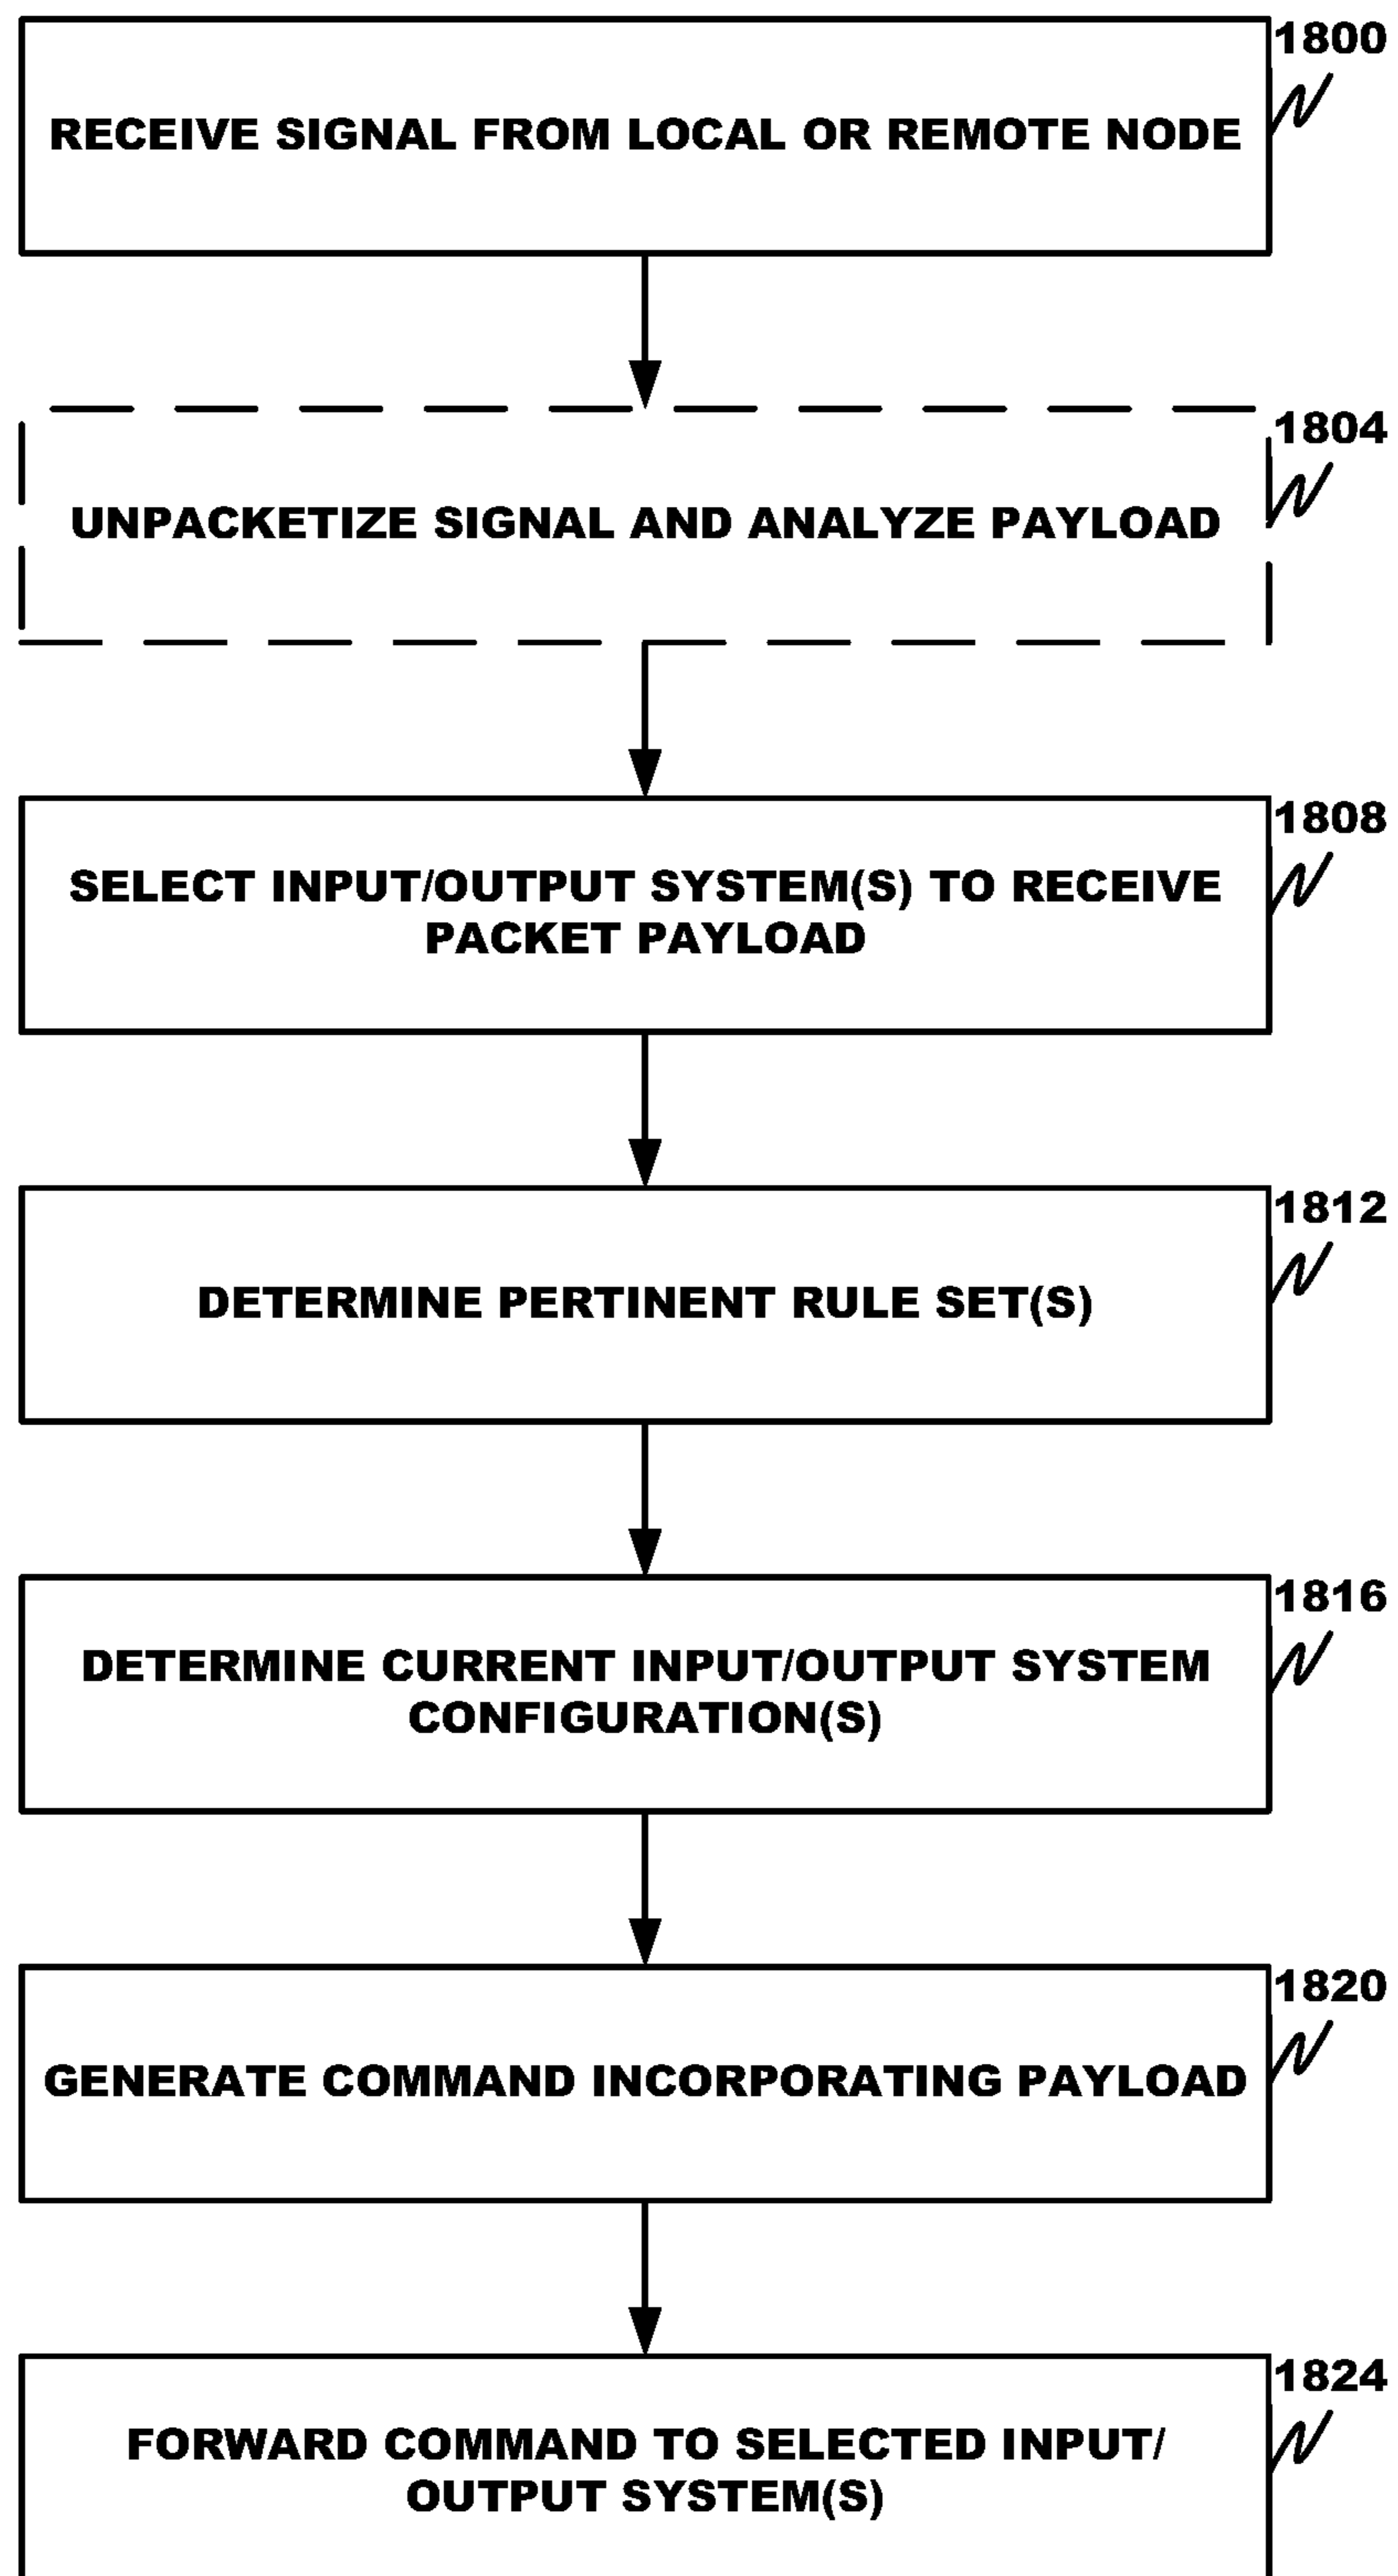 1800
RECEIVE SIGNAL FROM LOCAL OR REMOTE NODE
1804
UNPACKETIZE SIGNAL AND ANALYZE PAYLOAD
1808
SELECT INPUT/OUTPUT SYSTEM(S) TO RECEIVE
PACKET PAYLOAD
1812
DETERMINE PERTINENT RULE SET(S)
1816
DETERMINE CURRENT INPUT/OUTPUT SYSTEM
CONFIGURATION(S)
1820
GENERATE COMMAND INCORPORATING PAYLOAD
1824
FORWARD COMMAND TO SELECTED INPUT/
OUTPUT SYSTEM(S)